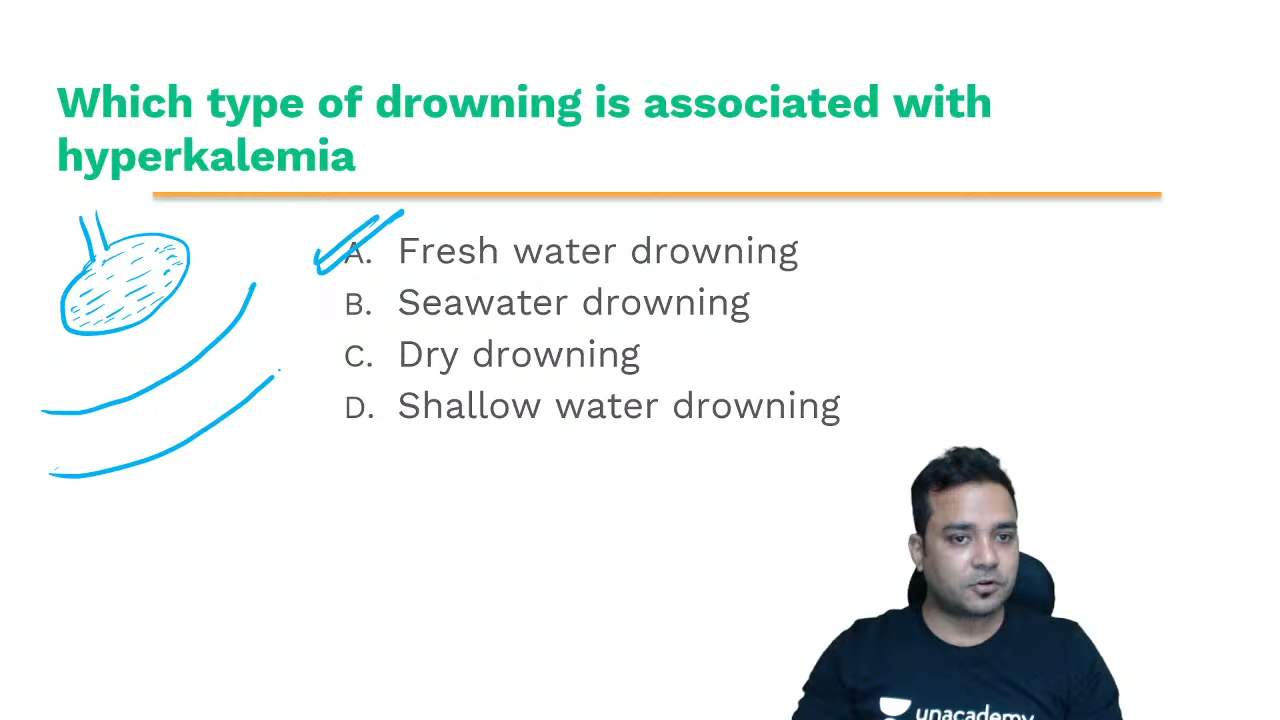 Which type of drowning is associated with
hyperkalemia
A. Fresh water drowning
B. Seawater drowning
C. Dry drowning
D. Shallow water drowning
unacademy